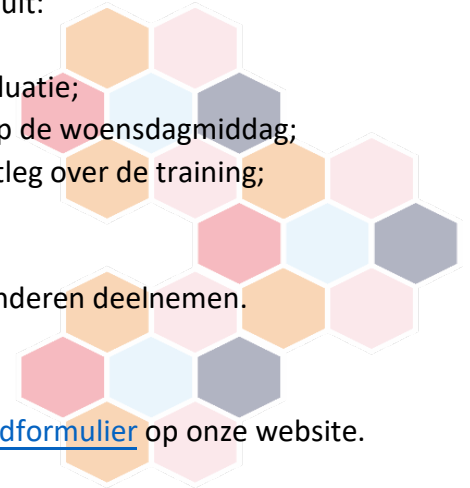 uit:
luatie;
p de woensdagmiddag;
tleg over de training;
nderen deelnemen.
dformulier op onze website.